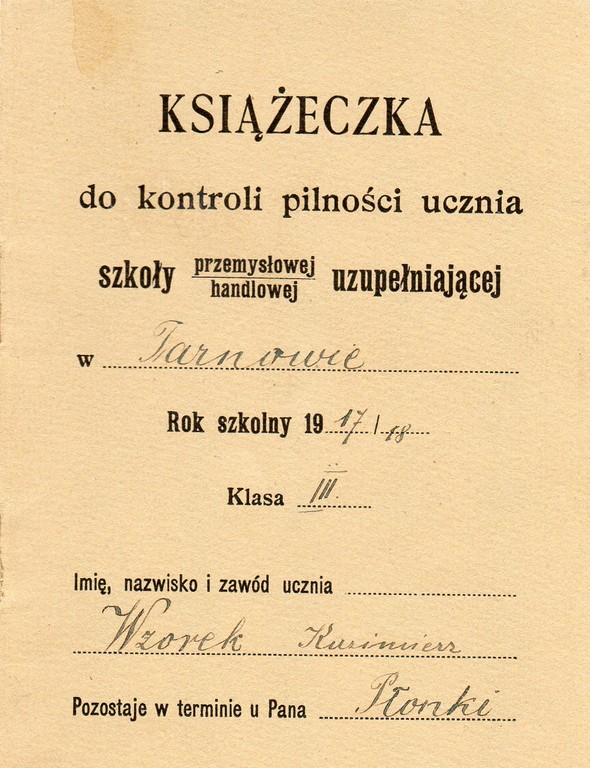 KSIĄŻECZKA
do kontroli pilności ucznia
szkoły przemysłowej uzupełniającej
handlowej
w Tarnowie
Rok szkolny 1917/18
Klasa III.
Imię, nazwisko i zawód ucznia
Wzorek Kazimierz
Pozostaje w terminie u Pana Płonki